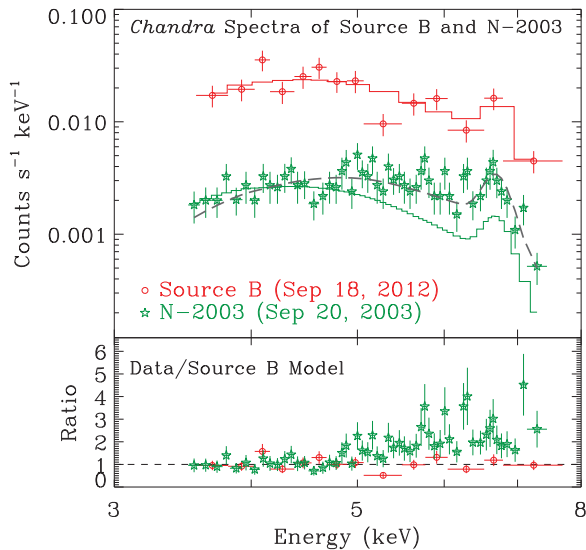 Chandra Spectra of Source B and N-2003
0.100
0.010
0.001
Counts s⁻¹ keV⁻¹
Source B (Sep 18, 2012)
N-2003 (Sep 20, 2003)
Data/Source B Model
6
5
4
3
2
1
0
Ratio
3 5 8
Energy (keV)